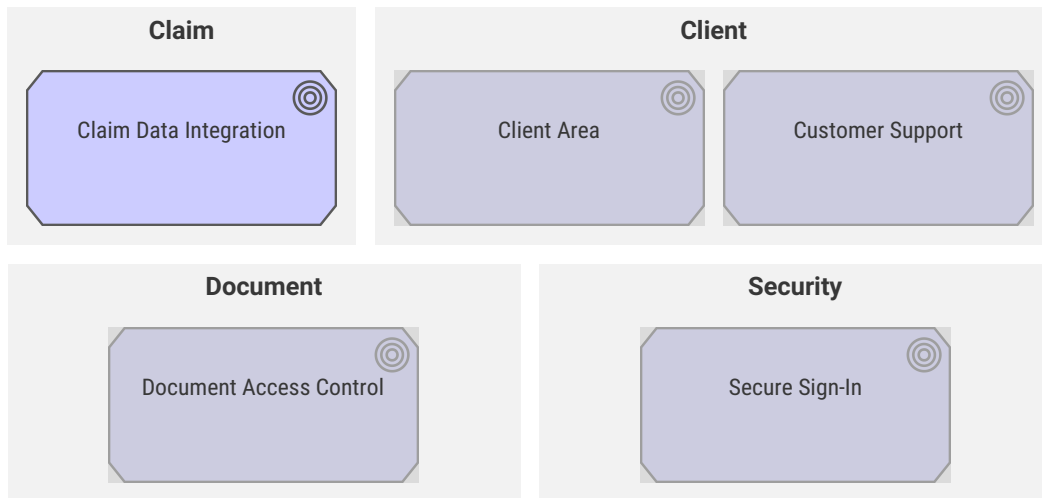 Claim
Claim Data Integration
Client
Client Area
Customer Support
Document
Document Access Control
Security
Secure Sign-In